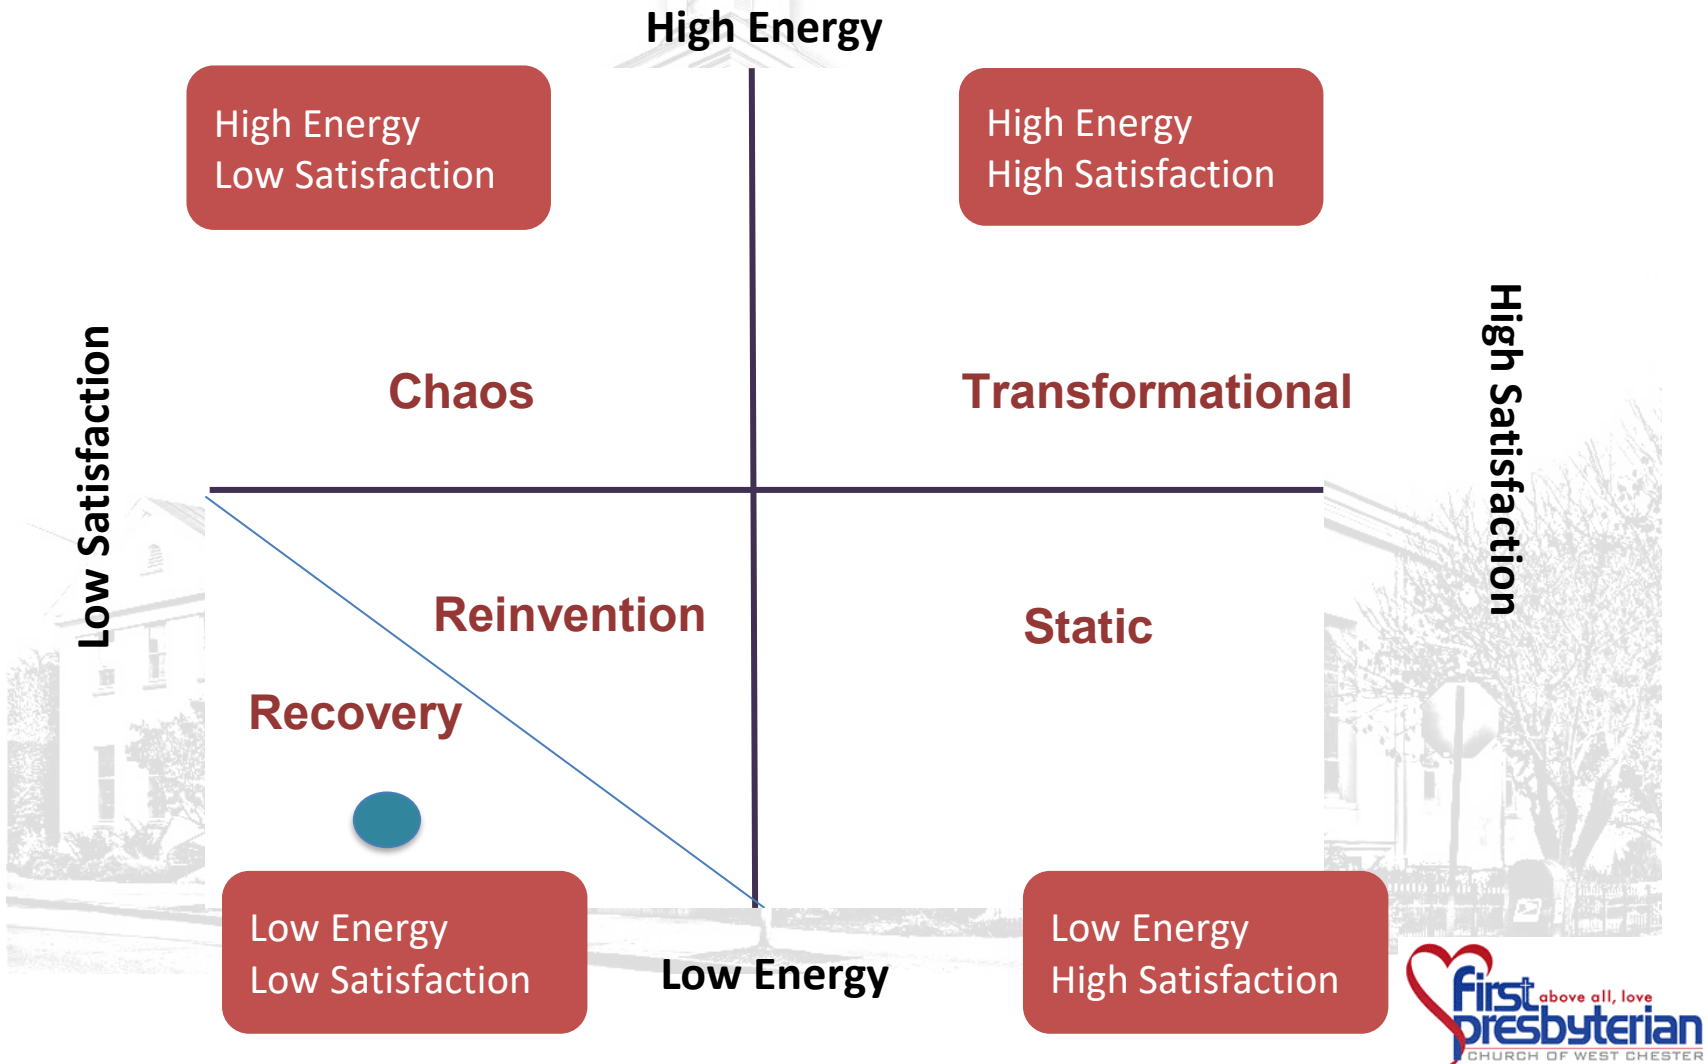 High Energy
High Energy
Low Satisfaction
High Energy
High Satisfaction
Low Satisfaction
High Satisfaction
Chaos
Transformational
Reinvention
Static
Recovery
Low Energy
Low Satisfaction
Low Energy
Low Energy
High Satisfaction
first
above all, love
presbyterian
CHURCH OF WEST CHESTER